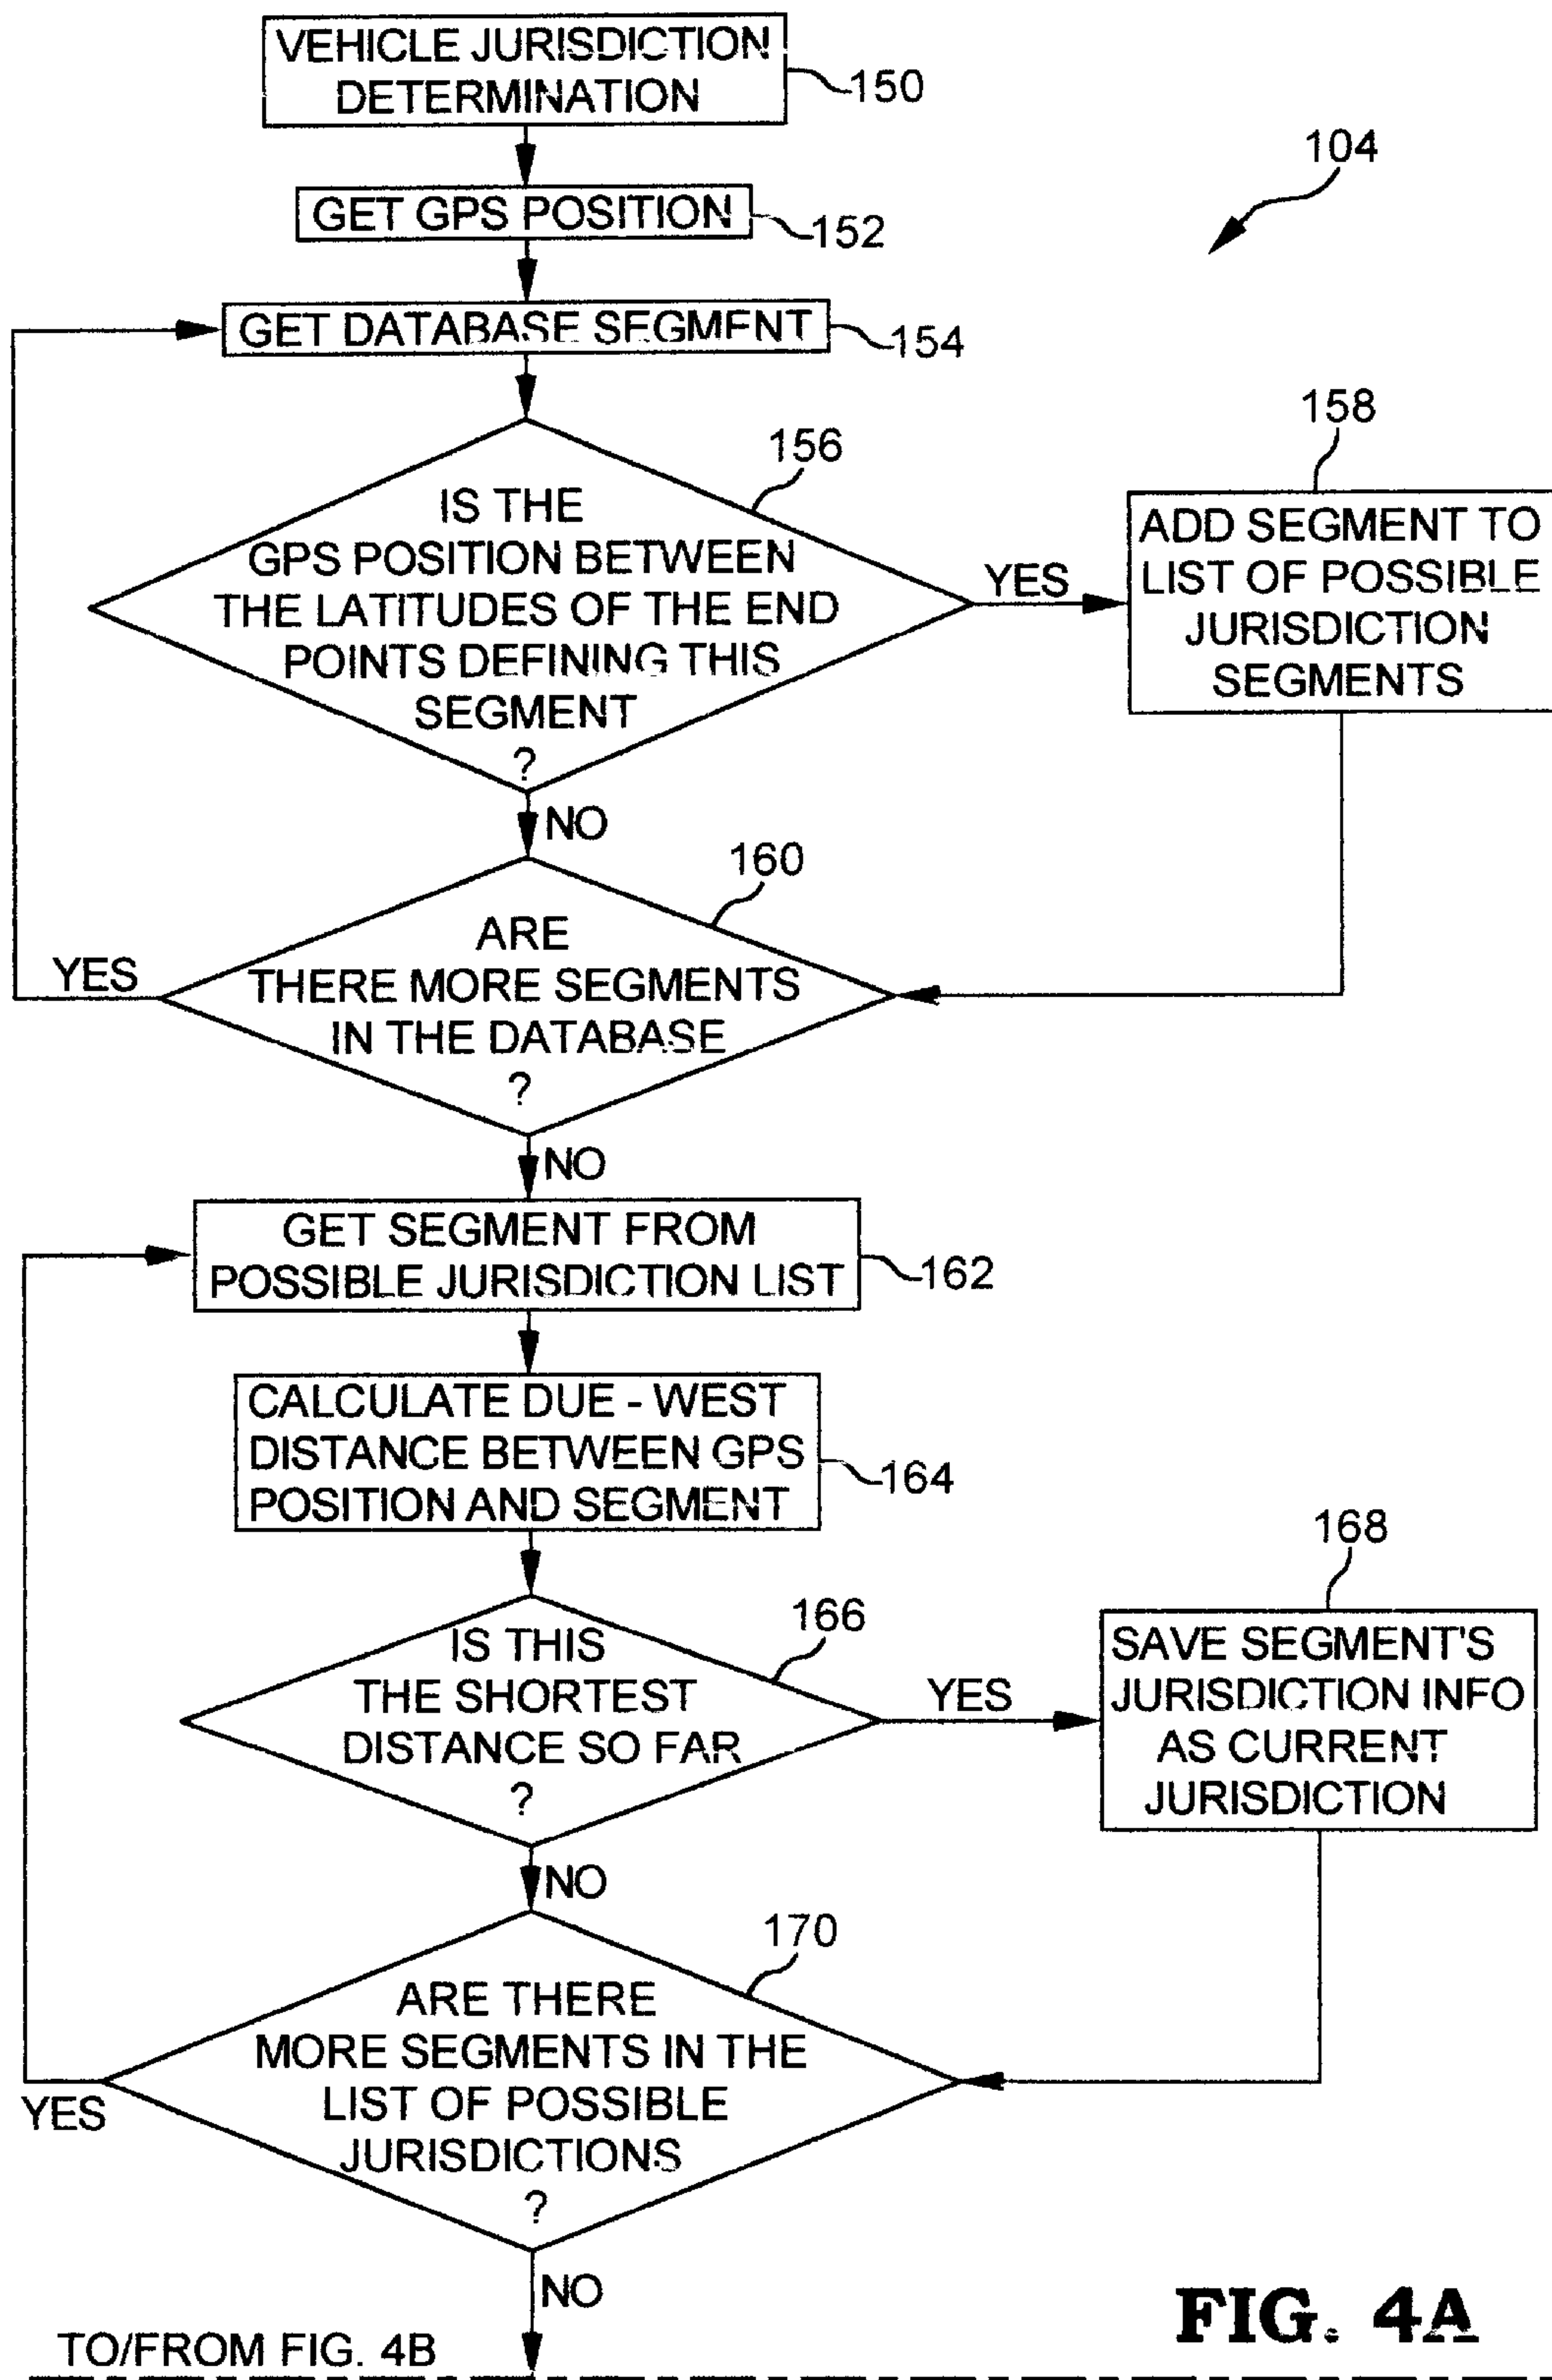 VEHICLE JURISDICTION
DETERMINATION
150
104
GET GPS POSITION
152
GET DATABASE SEGMENT
154
156
IS THE
GPS POSITION BETWEEN
THE LATITUDES OF THE END
POINTS DEFINING THIS
SEGMENT
?
YES
158
ADD SEGMENT TO
LIST OF POSSIBLE
JURISDICTION
SEGMENTS
NO
160
ARE
THERE MORE SEGMENTS
IN THE DATABASE
?
YES
NO
GET SEGMENT FROM
POSSIBLE JURISDICTION LIST
162
CALCULATE DUE - WEST
DISTANCE BETWEEN GPS
POSITION AND SEGMENT
164
166
IS THIS
THE SHORTEST
DISTANCE SO FAR
?
YES
168
SAVE SEGMENT'S
JURISDICTION INFO
AS CURRENT
JURISDICTION
NO
170
ARE THERE
MORE SEGMENTS IN THE
LIST OF POSSIBLE
JURISDICTIONS
?
YES
NO
TO/FROM FIG. 4B
FIG. 4A